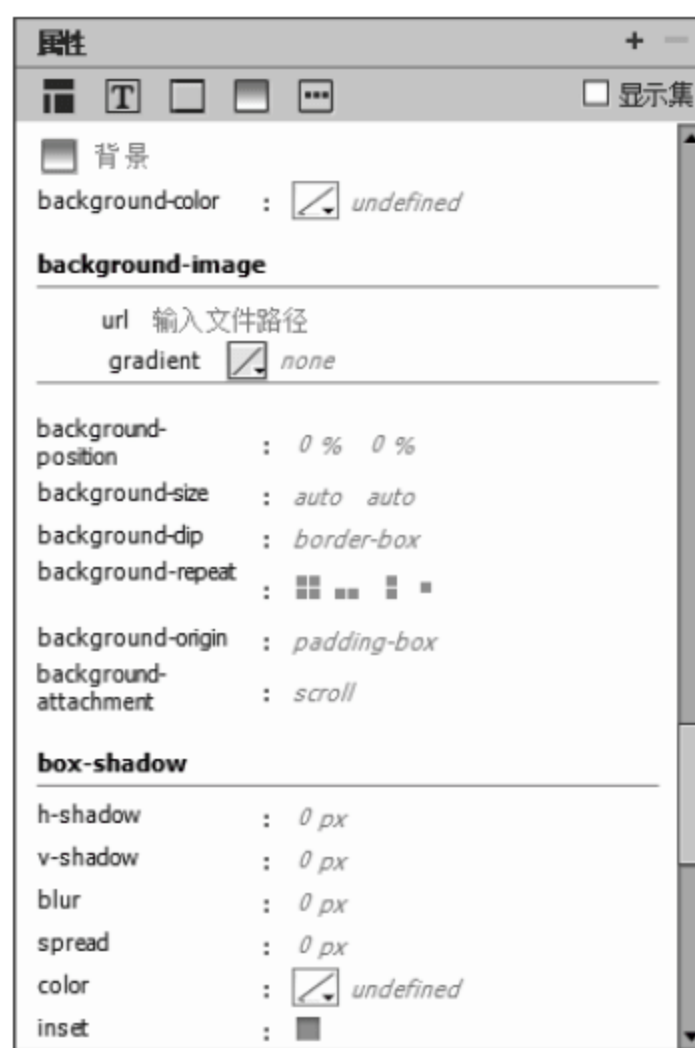 属性 + −
T 显示集
背景
background-color : undefined
background-image
url 输入文件路径
gradient none
background-
position : 0 % 0 %
background-size : auto auto
background-dip : border-box
background-repeat :
background-origin : padding-box
background-
attachment : scroll
box-shadow
h-shadow : 0 px
v-shadow : 0 px
blur : 0 px
spread : 0 px
color : undefined
inset :